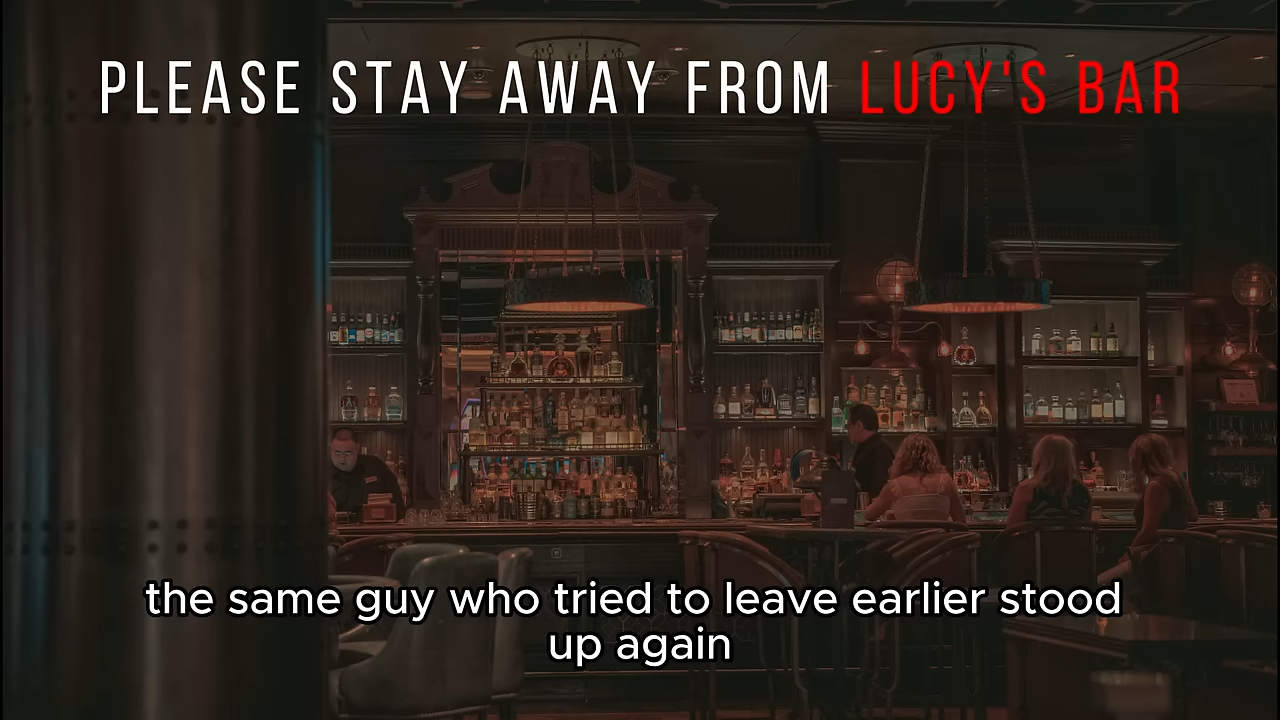 PLEASE STAY AWAY FROM LUCY'S BAR
the same guy who tried to leave earlier stood
up again